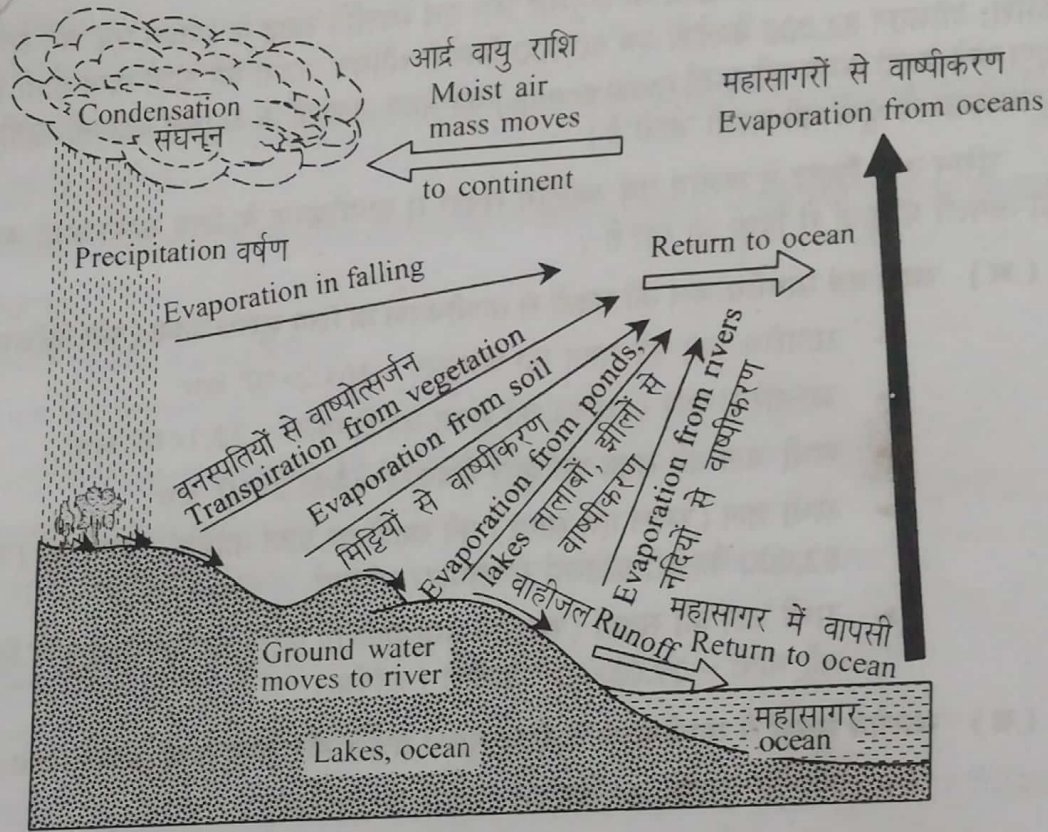 Condensation
संघनन
आर्द्र वायु राशि
Moist air
mass moves
to continent
महासागरों से वाष्पीकरण
Evaporation from oceans
Precipitation वर्षण
Evaporation in falling
Return to ocean
वनस्पतियों से वाष्पोत्सर्जन
Transpiration from vegetation
Evaporation from soil
मिट्टियों से वाष्पीकरण
Evaporation from ponds,
lakes तालाबों, झीलों से
वाष्पीकरण
Evaporation from rivers
नदियों से वाष्पीकरण
वाहीजल Runoff
महासागर में वापसी
Return to ocean
Ground water
moves to river
Lakes, ocean
महासागर
ocean